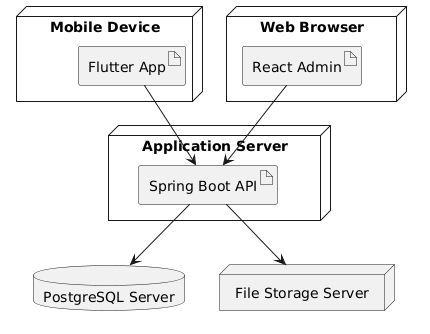 Mobile Device
Web Browser
Flutter App
React Admin
Application Server
Spring Boot API
PostgreSQL Server
File Storage Server